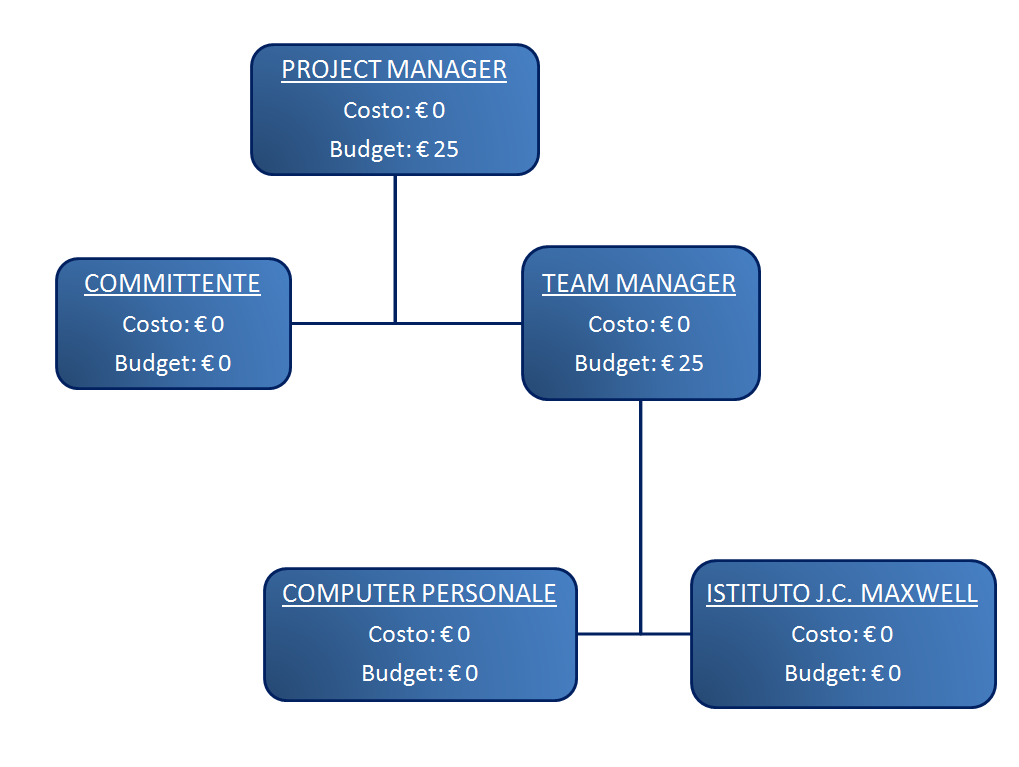 PROJECT MANAGER
Costo: € 0
Budget: € 25
COMMITTENTE
Costo: € 0
Budget: € 0
TEAM MANAGER
Costo: € 0
Budget: € 25
COMPUTER PERSONALE
Costo: € 0
Budget: € 0
ISTITUTO J.C. MAXWELL
Costo: € 0
Budget: € 0